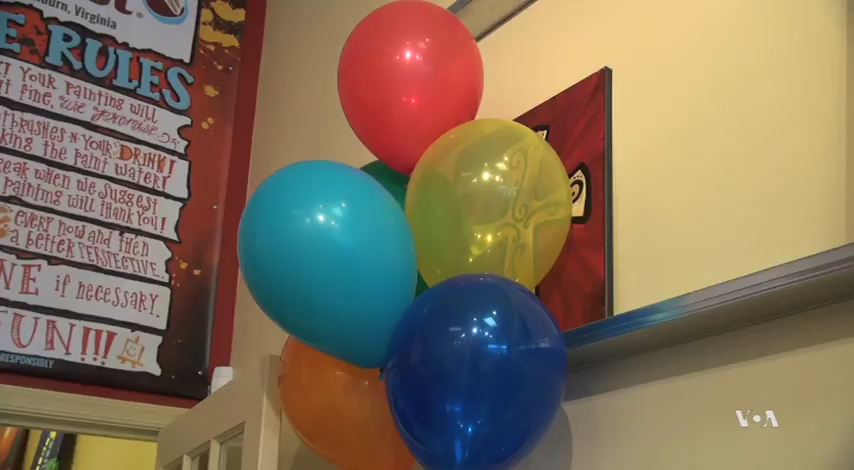 burn, Virginia
E RULES
! YOUR PAINTING WILL
t fine, we promise
tbrushes n your DRINK!
king the paint water!
reak when we suggest
painting will thank you!
every now and then
a better PERSPECTIVE.
NE if necessary.
FUN!!!
RESPONSIBLY
VOA